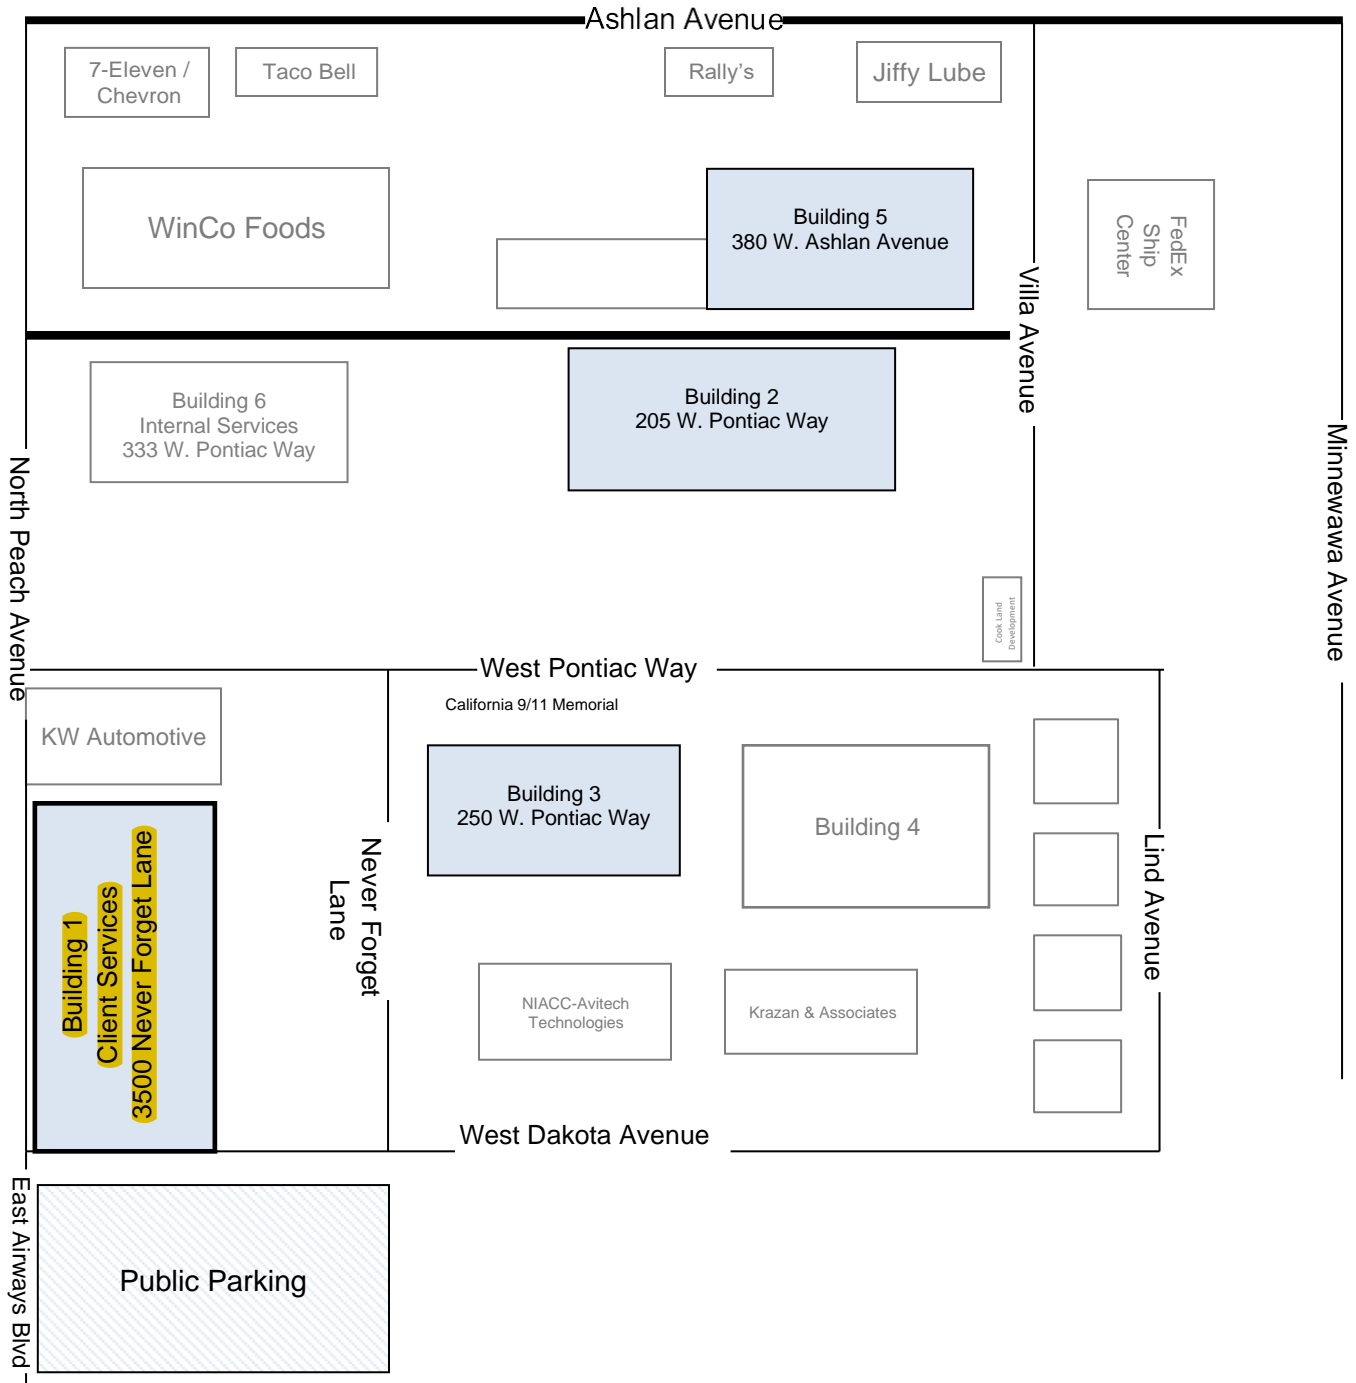 Ashlan Avenue
7-Eleven /
Chevron
Taco Bell
Rally's
Jiffy Lube
WinCo Foods
Building 5
380 W. Ashlan Avenue
FedEx
Ship
Center
Villa Avenue
Building 6
Internal Services
333 W. Pontiac Way
Building 2
205 W. Pontiac Way
North Peach Avenue
Minnewawa Avenue
Cook Land
Development
West Pontiac Way
California 9/11 Memorial
KW Automotive
Building 3
250 W. Pontiac Way
Building 4
Building 1
Client Services
3500 Never Forget Lane
Never Forget
Lane
Lind Avenue
NIACC-Avitech
Technologies
Krazan & Associates
West Dakota Avenue
East Airways Blvd
Public Parking